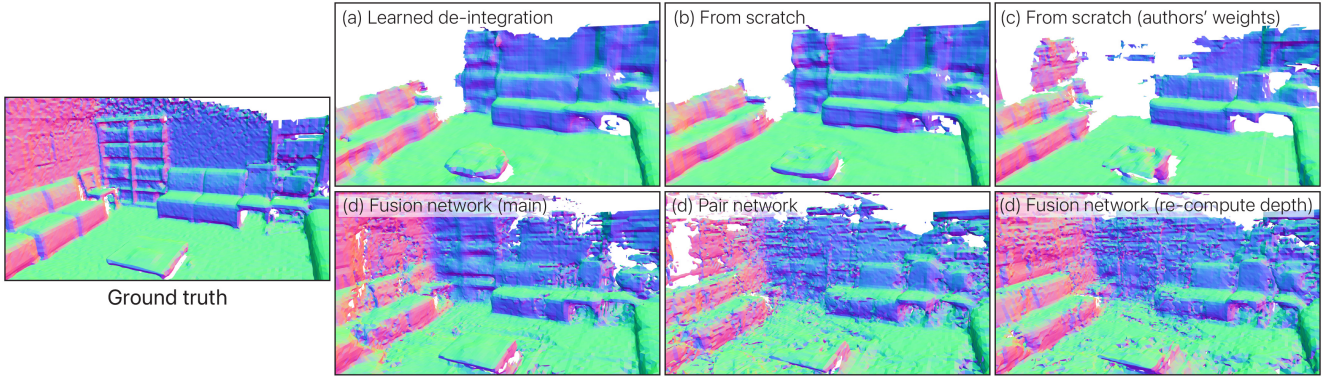 (a) Learned de-integration
(b) From scratch
(c) From scratch (authors' weights)
(d) Fusion network (main)
(d) Pair network
(d) Fusion network (re-compute depth)
Ground truth